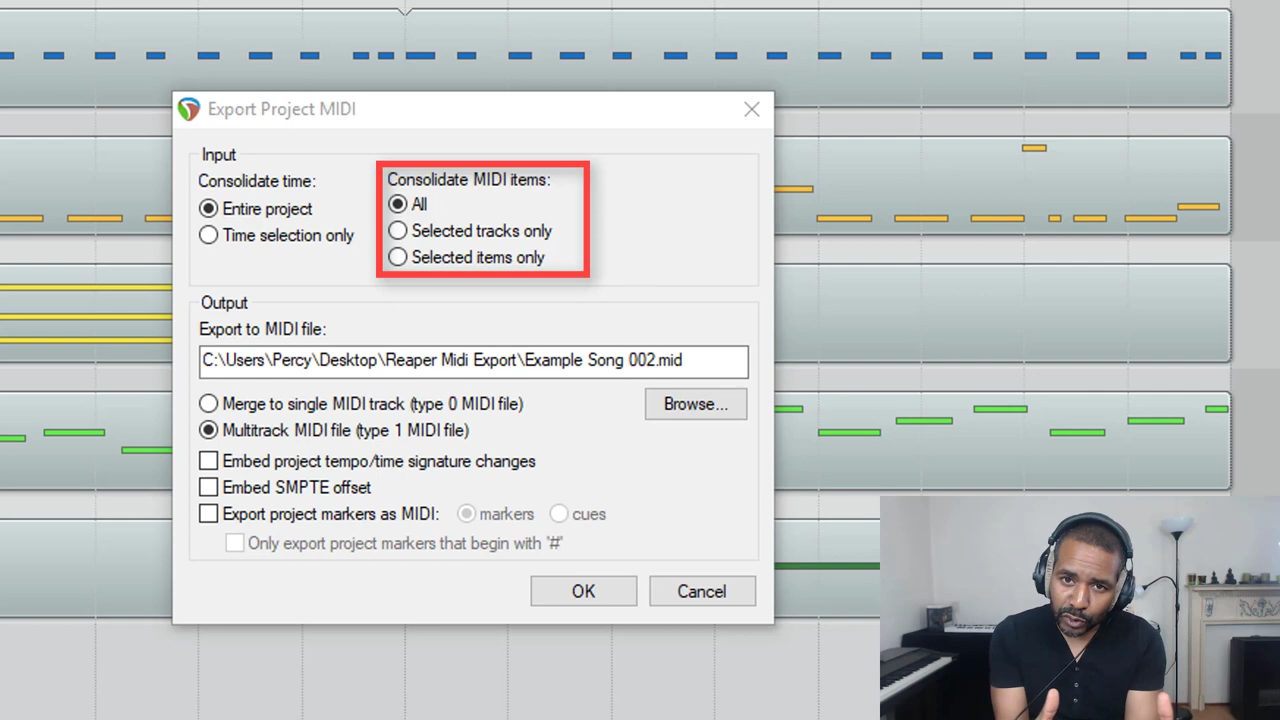 Export Project MIDI
Input
Consolidate time:
Entire project
Time selection only
Consolidate MIDI items:
All
Selected tracks only
Selected items only
Output
Export to MIDI file:
C:\Users\Percy\Desktop\Reaper Midi Export\Example Song 002.mid
Merge to single MIDI track (type 0 MIDI file)
Browse...
Multitrack MIDI file (type 1 MIDI file)
Embed project tempo/time signature changes
Embed SMPTE offset
Export project markers as MIDI: markers cues
Only export project markers that begin with '#'
OK Cancel